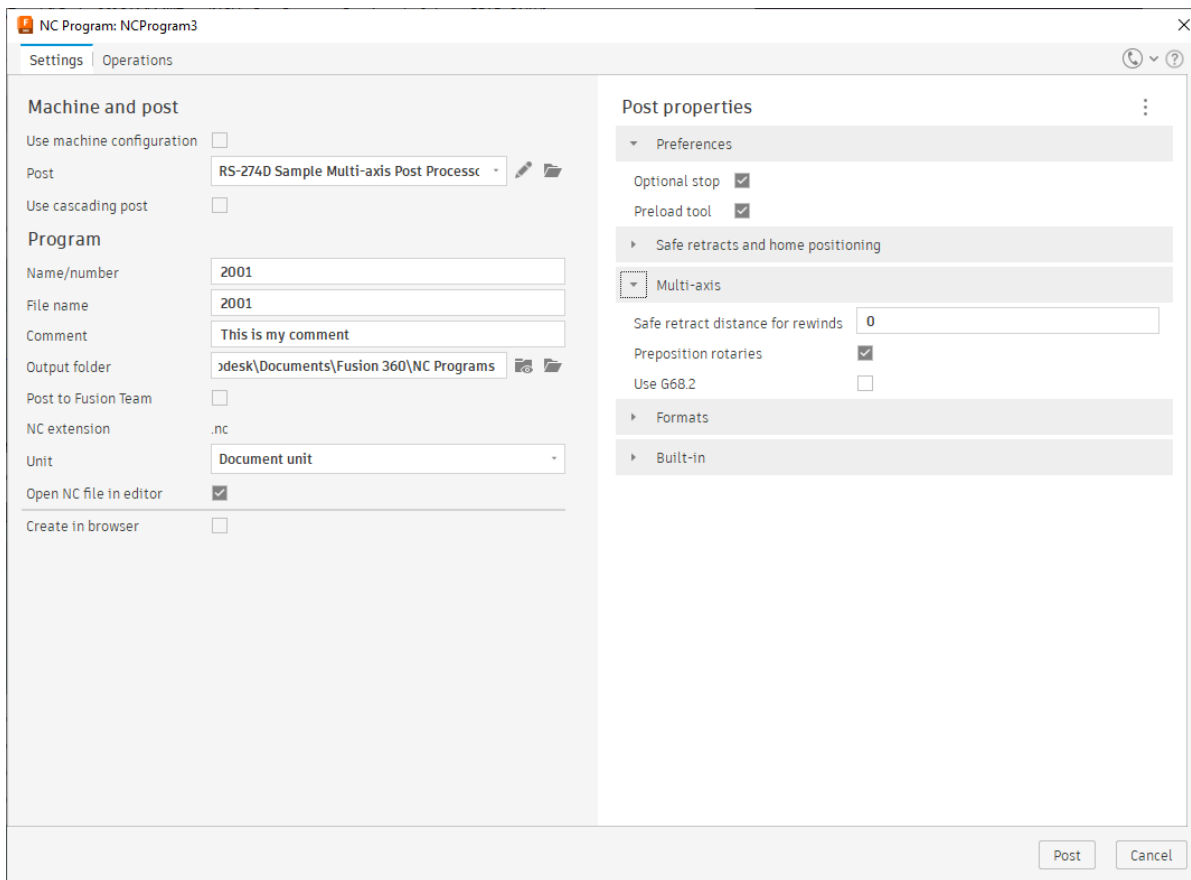 NC Program: NCProgram3
Settings Operations
Machine and post
Use machine configuration
Post RS-274D Sample Multi-axis Post Processc
Use cascading post
Program
Name/number 2001
File name 2001
Comment This is my comment
Output folder odesk\Documents\Fusion 360\NC Programs
Post to Fusion Team
NC extension .nc
Unit Document unit
Open NC file in editor
Create in browser
Post properties
Preferences
Optional stop
Preload tool
Safe retracts and home positioning
Multi-axis
Safe retract distance for rewinds 0
Preposition rotaries
Use G68.2
Formats
Built-in
Post Cancel